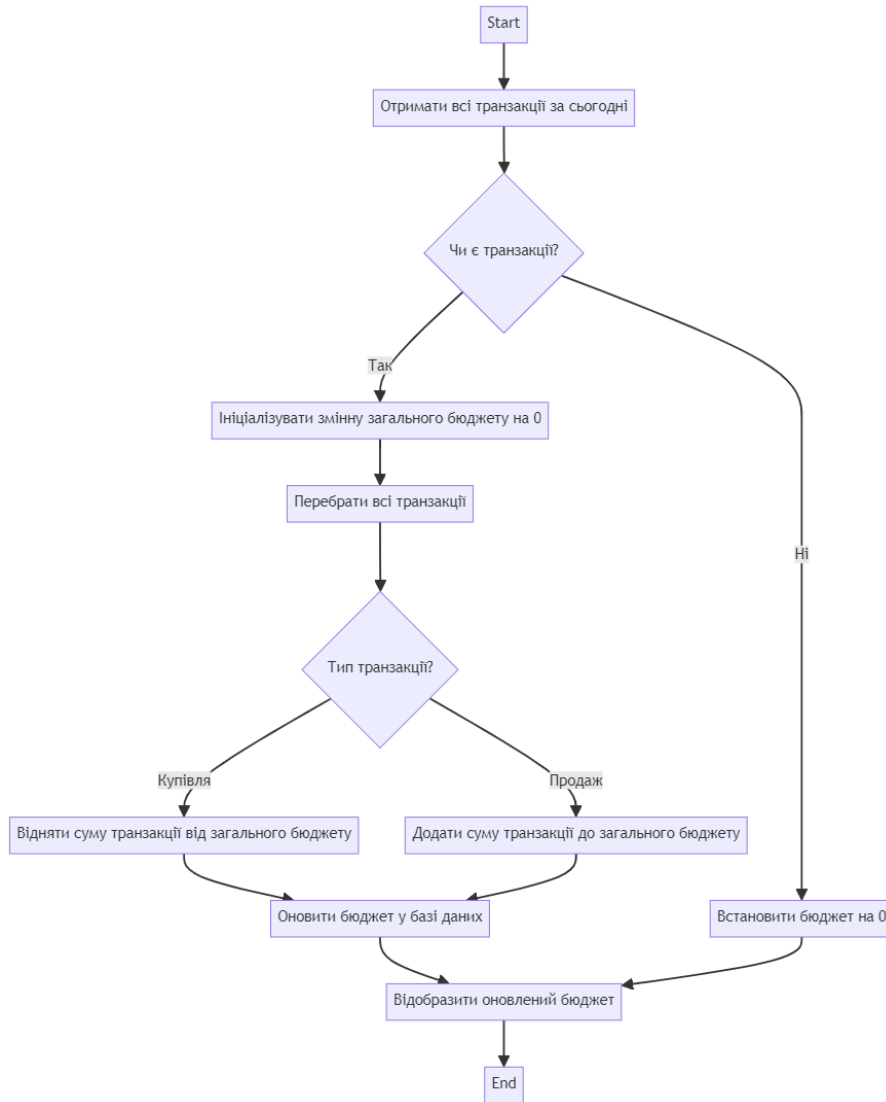 Start
Отримати всі транзакції за сьогодні
Чи є транзакції?
Так
Ініціалізувати змінну загального бюджету на 0
Перебрати всі транзакції
Ні
Тип транзакції?
Купівля
Продаж
Відняти суму транзакції від загального бюджету
Додати суму транзакції до загального бюджету
Оновити бюджет у базі даних
Встановити бюджет на 0
Відобразити оновлений бюджет
End